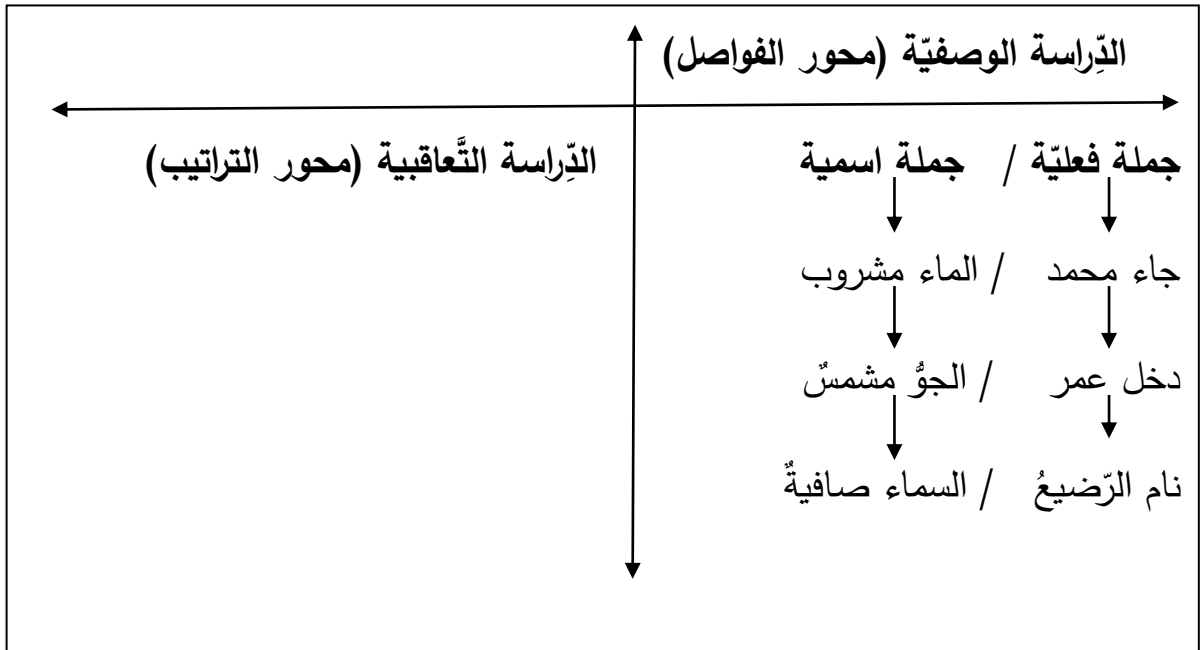 الدِّراسة الوصفيّة (محور الفواصل)
جملة فعليّة / جملة اسمية
الدِّراسة التَّعاقبية (محور التراتيب)
جاء محمد / الماء مشروب
دخل عمر / الجوُّ مشمسٌ
نام الرّضيعُ / السماء صافيةٌ